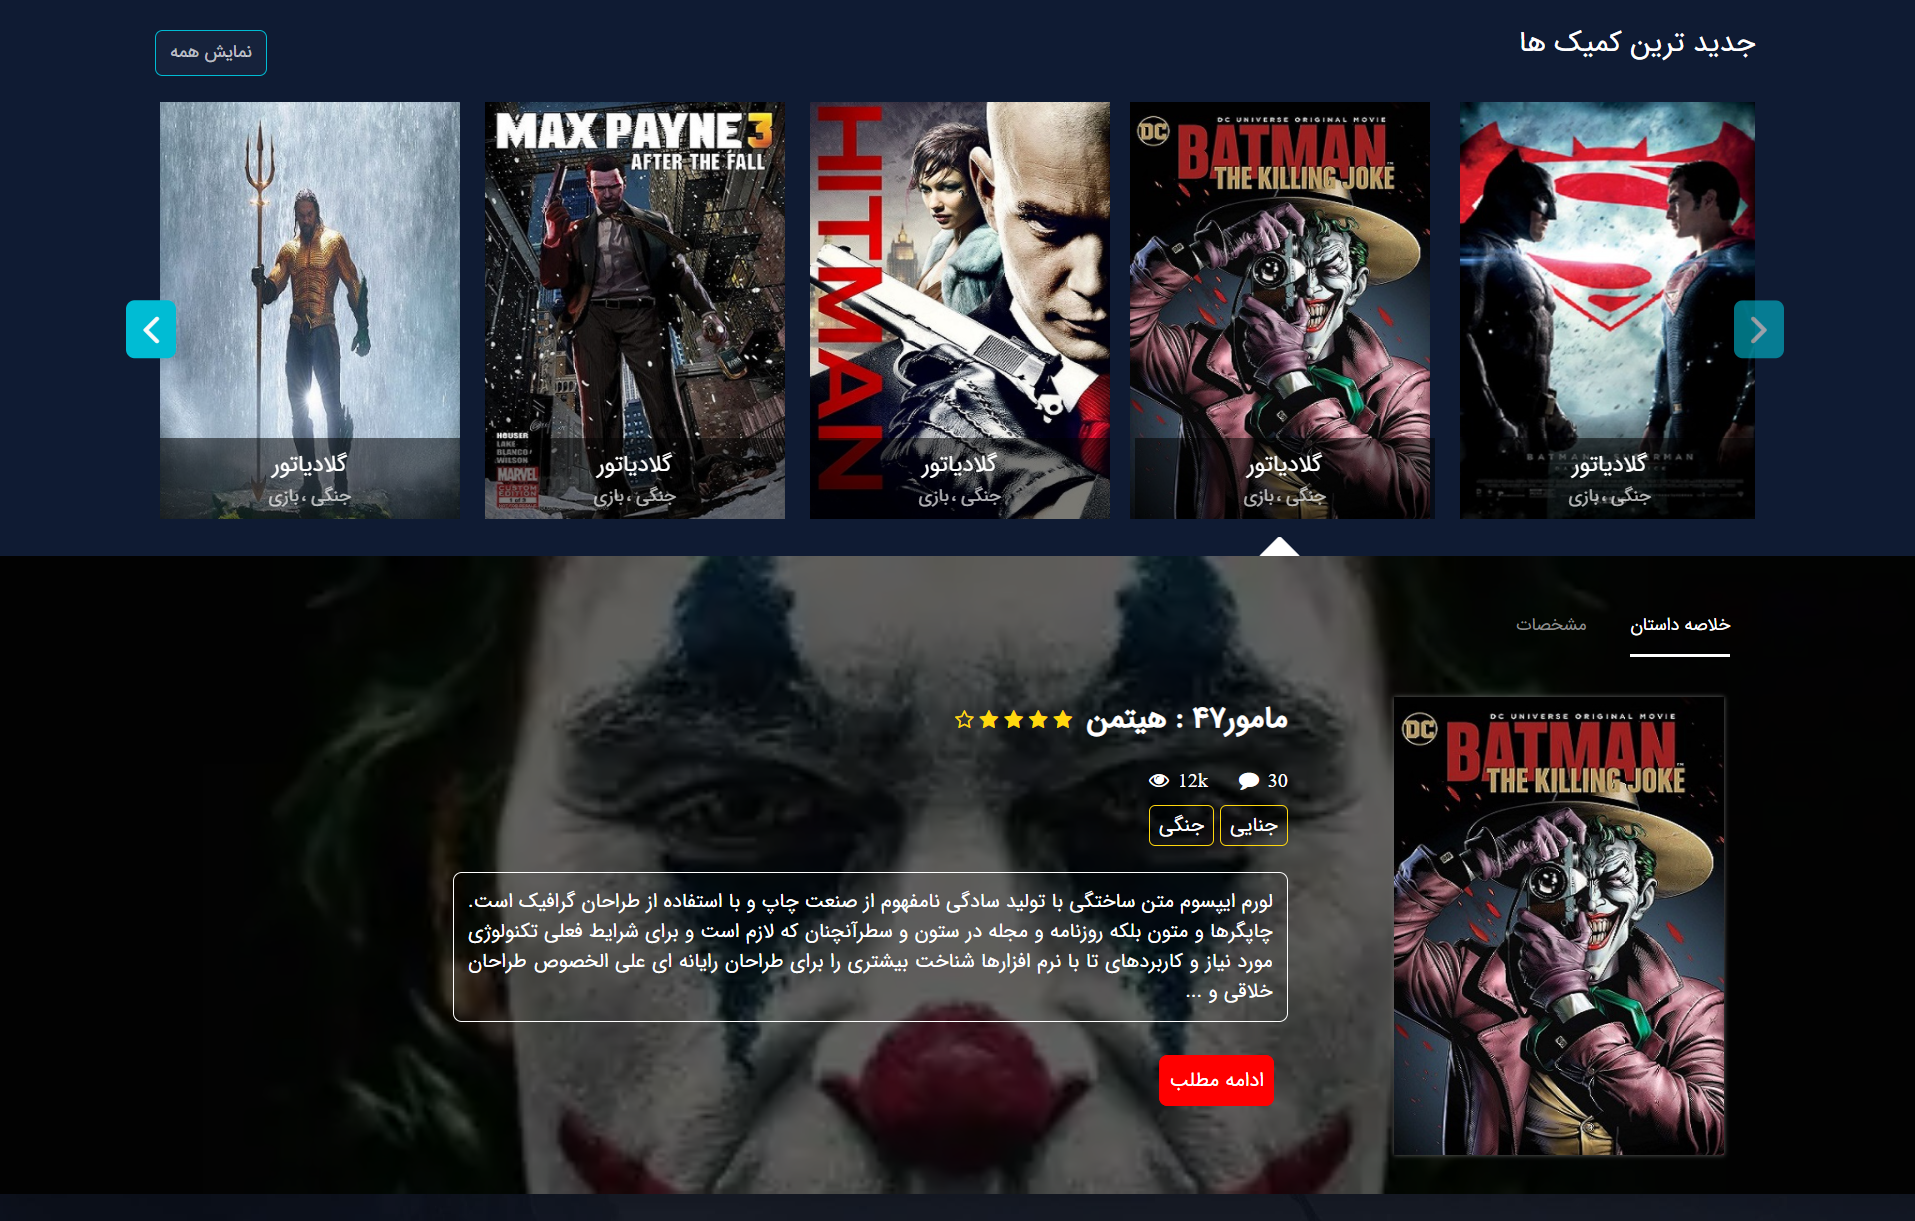 جدید ترین کمیک ها
نمایش همه
DC
DC UNIVERSE ORIGINAL MOVIE
BATMAN
THE KILLING JOKE
HITMAN
MAX PAYNE 3
AFTER THE FALL
HOUSER
LAKE
BLANCO
WILSON
MARVEL
CUSTOM
EDITION
گلادیاتور
جنگی ، بازی
گلادیاتور
جنگی ، بازی
گلادیاتور
جنگی ، بازی
گلادیاتور
جنگی ، بازی
گلادیاتور
جنگی ، بازی
خلاصه داستان
مشخصات
DC
DC UNIVERSE ORIGINAL MOVIE
BATMAN
THE KILLING JOKE
مامور۴۷ : هیتمن
30
12k
جنایی
جنگی
لورم ایپسوم متن ساختگی با تولید سادگی نامفهوم از صنعت چاپ و با استفاده از طراحان گرافیک است.
چاپگرها و متون بلکه روزنامه و مجله در ستون و سطرآنچنان که لازم است و برای شرایط فعلی تکنولوژی
مورد نیاز و کاربردهای تا با نرم افزارها شناخت بیشتری را برای طراحان رایانه ای علی الخصوص طراحان
خلاقی و ...
ادامه مطلب